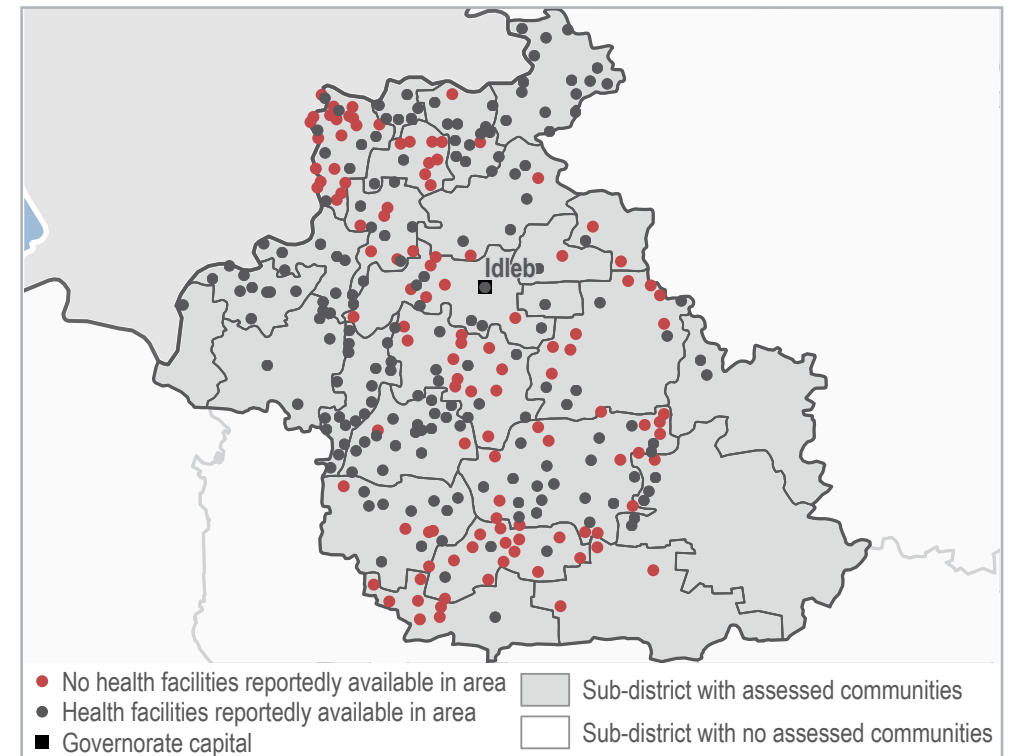 Idleb
No health facilities reportedly available in area
Health facilities reportedly available in area
Governorate capital
Sub-district with assessed communities
Sub-district with no assessed communities